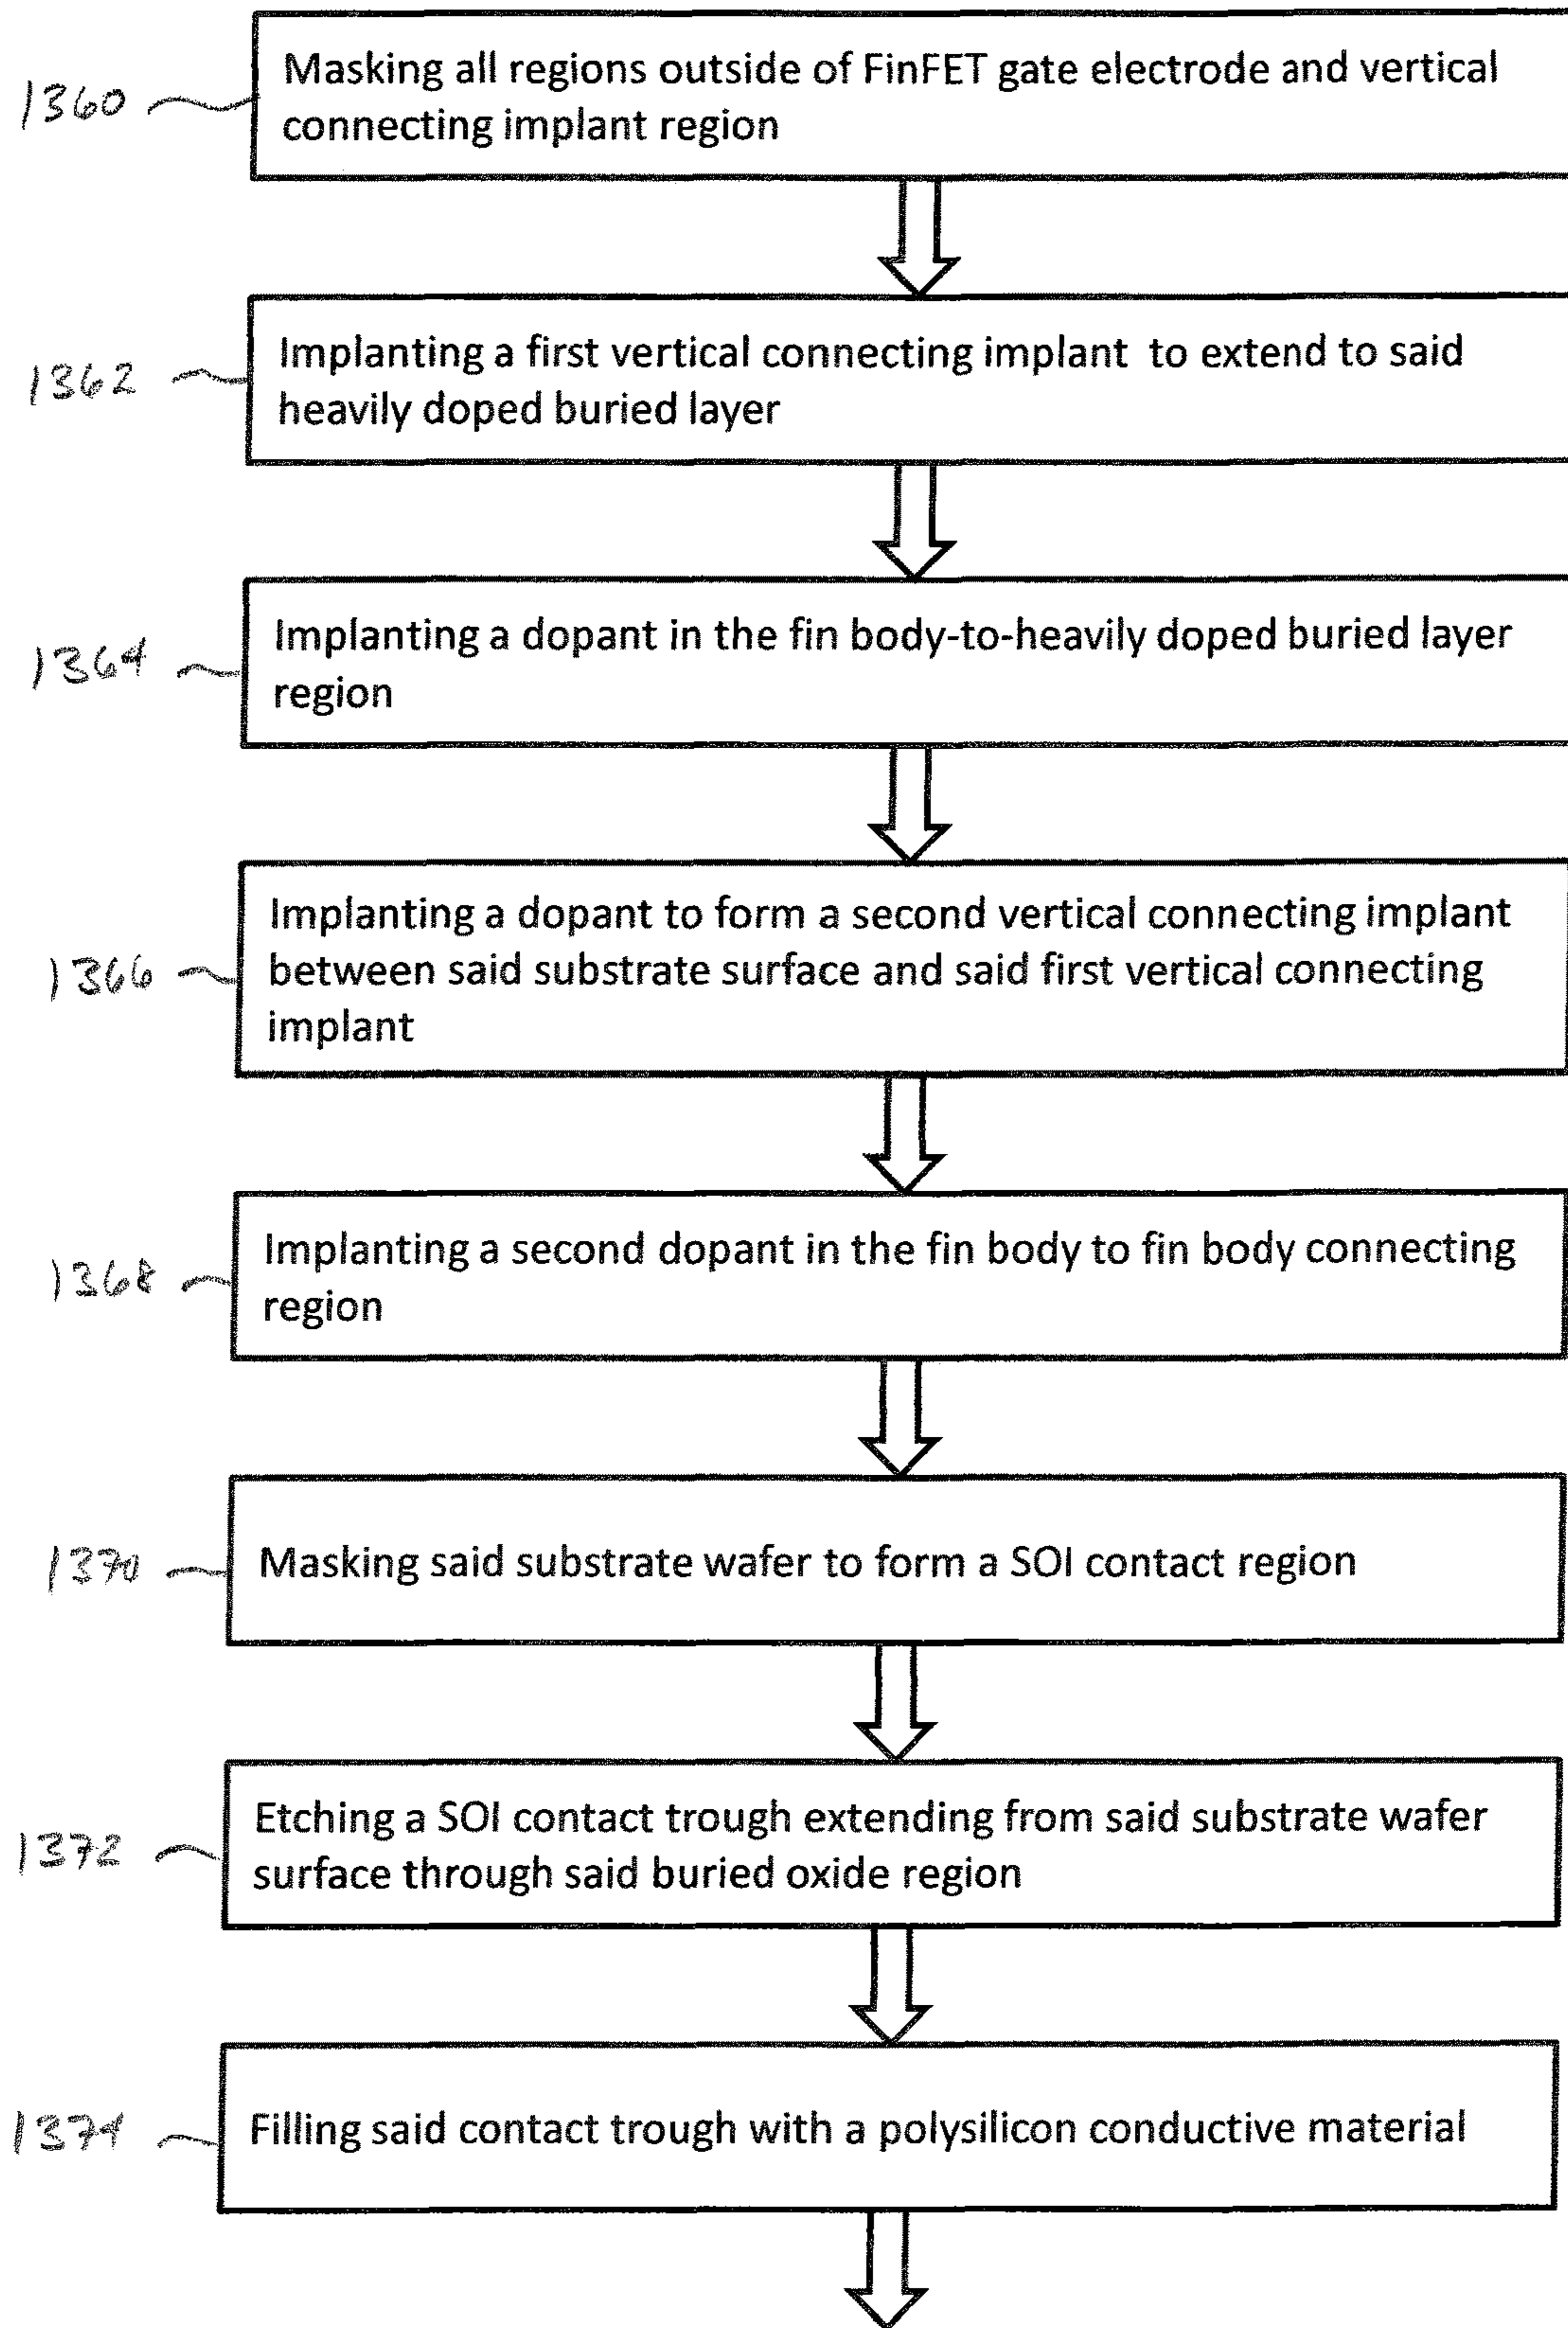 1360
Masking all regions outside of FinFET gate electrode and vertical
connecting implant region
1362
Implanting a first vertical connecting implant to extend to said
heavily doped buried layer
1364
Implanting a dopant in the fin body-to-heavily doped buried layer
region
1366
Implanting a dopant to form a second vertical connecting implant
between said substrate surface and said first vertical connecting
implant
1368
Implanting a second dopant in the fin body to fin body connecting
region
1370
Masking said substrate wafer to form a SOI contact region
1372
Etching a SOI contact trough extending from said substrate wafer
surface through said buried oxide region
1374
Filling said contact trough with a polysilicon conductive material